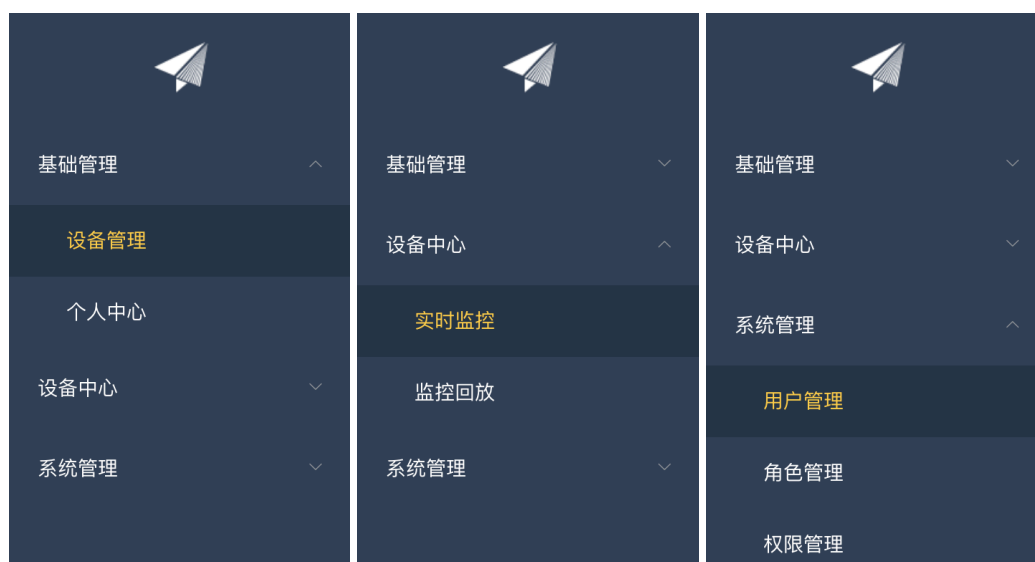 基础管理
设备管理
个人中心
设备中心
系统管理
基础管理
设备中心
实时监控
监控回放
系统管理
基础管理
设备中心
系统管理
用户管理
角色管理
权限管理